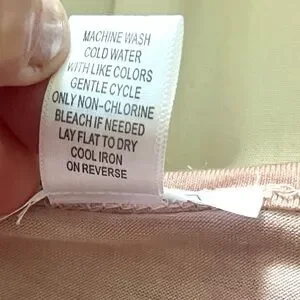 MACHINE WASH
COLD WATER
WITH LIKE COLORS
GENTLE CYCLE
ONLY NON-CHLORINE
BLEACH IF NEEDED
LAY FLAT TO DRY
COOL IRON
ON REVERSE